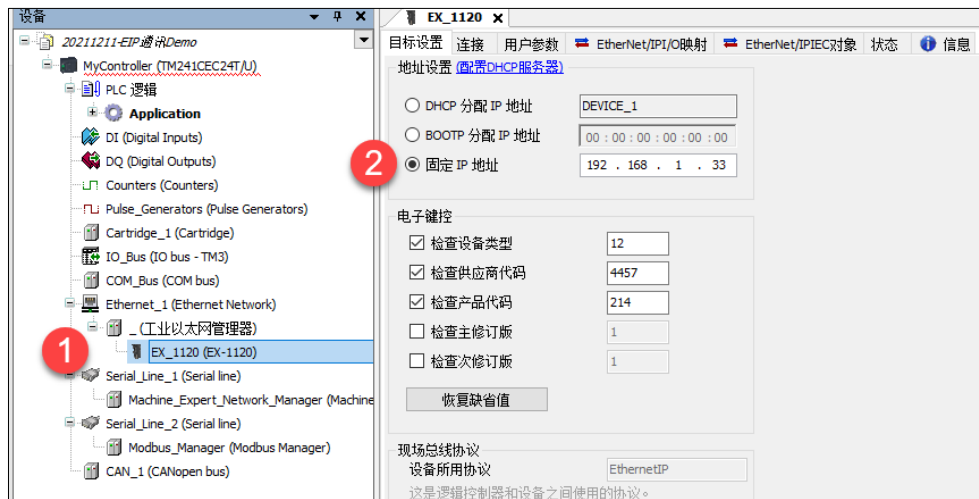 设备
20211211-EIP通讯Demo
MyController (TM241CEC24T/U)
PLC 逻辑
Application
DI (Digital Inputs)
DQ (Digital Outputs)
Counters (Counters)
Pulse_Generators (Pulse Generators)
Cartridge_1 (Cartridge)
IO_Bus (IO bus - TM3)
COM_Bus (COM bus)
Ethernet_1 (Ethernet Network)
_ (工业以太网管理器)
1
EX_1120 (EX-1120)
Serial_Line_1 (Serial line)
Machine_Expert_Network_Manager (Machine
Serial_Line_2 (Serial line)
Modbus_Manager (Modbus Manager)
CAN_1 (CANopen bus)
EX_1120
目标设置 连接 用户参数 EtherNet/IPI/O映射 EtherNet/IPIEC对象 状态 信息
地址设置 (配置DHCP服务器)
DHCP 分配 IP 地址 DEVICE_1
BOOTP 分配 IP 地址 00 : 00 : 00 : 00 : 00 : 00
2
固定 IP 地址 192 . 168 . 1 . 33
电子键控
检查设备类型 12
检查供应商代码 4457
检查产品代码 214
检查主修订版 1
检查次修订版 1
恢复缺省值
现场总线协议
设备所用协议 EthernetIP
这是逻辑控制器和设备之间使用的协议。